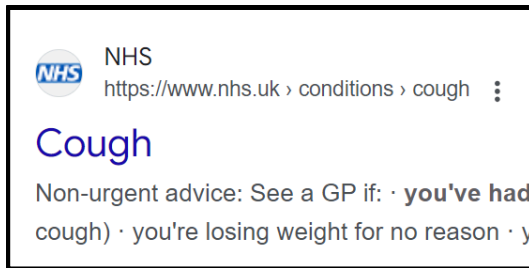 NHS
NHS
https://www.nhs.uk › conditions › cough
Cough
Non-urgent advice: See a GP if: · you've had
cough) · you're losing weight for no reason · y